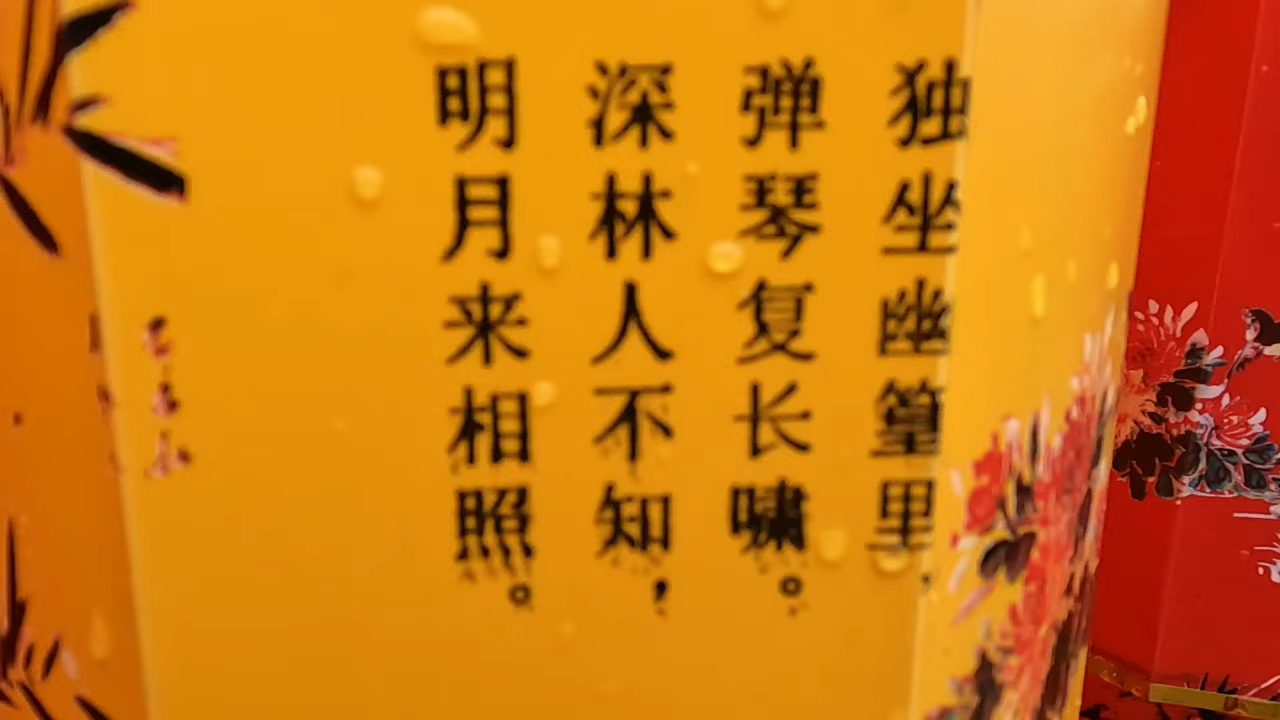 独坐幽篁里，
弹琴复长啸。
深林人不知，
明月来相照。